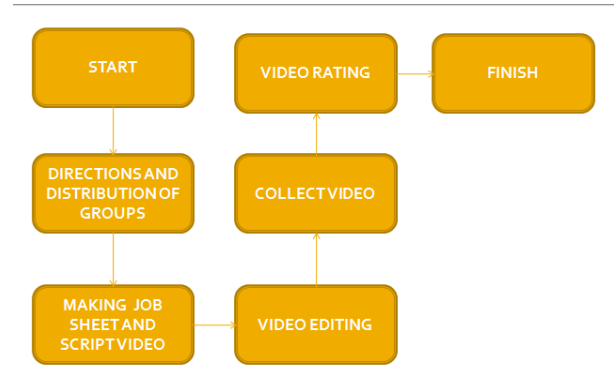 START
DIRECTIONS AND
DISTRIBUTION OF
GROUPS
MAKING JOB
SHEET AND
SCRIPT VIDEO
VIDEO EDITING
COLLECT VIDEO
VIDEO RATING
FINISH